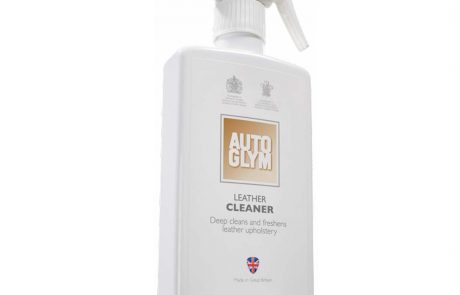 AUTO
GLYM
LEATHER
CLEANER
Deep cleans and freshens
leather upholstery
Made in Great Britain